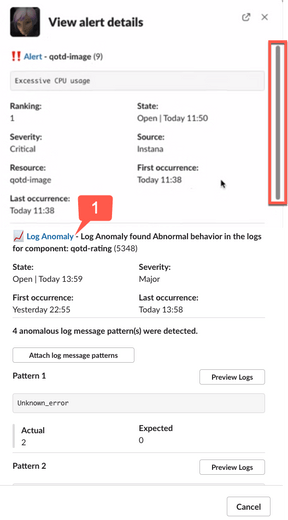 View alert details
‼ Alert - qotd-image (9)
Excessive CPU usage
Ranking:
1
State:
Open | Today 11:50
Severity:
Critical
Source:
Instana
Resource:
qotd-image
First occurrence:
Today 11:38
Last occurrence:
Today 11:38
1
Log Anomaly - Log Anomaly found Abnormal behavior in the logs
for component: qotd-rating (5348)
State:
Open | Today 13:59
Severity:
Major
First occurrence:
Yesterday 22:55
Last occurrence:
Today 13:58
4 anomalous log message pattern(s) were detected.
Attach log message patterns
Pattern 1
Preview Logs
Unknown_error
Actual
2
Expected
0
Pattern 2
Preview Logs
Cancel